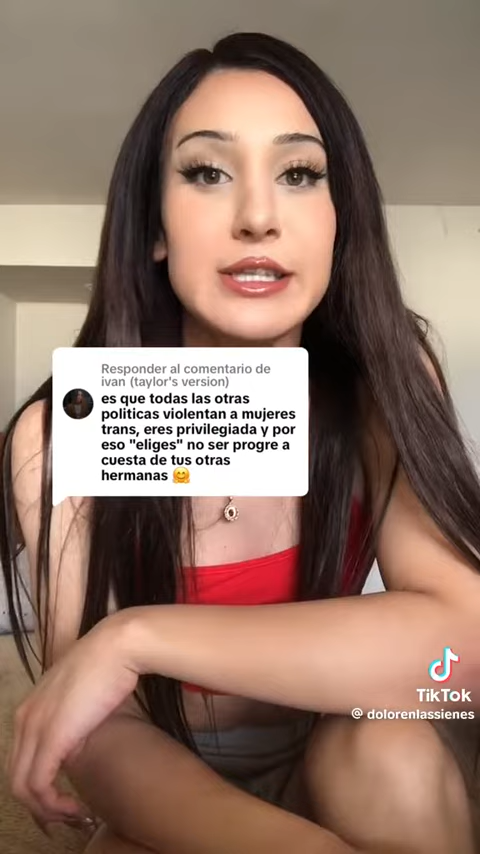 Responder al comentario de
ivan (taylor's version)
es que todas las otras
politicas violentan a mujeres
trans, eres privilegiada y por
eso "eliges" no ser progre a
cuesta de tus otras
hermanas 🤗
TikTok
@ dolorenlassienes